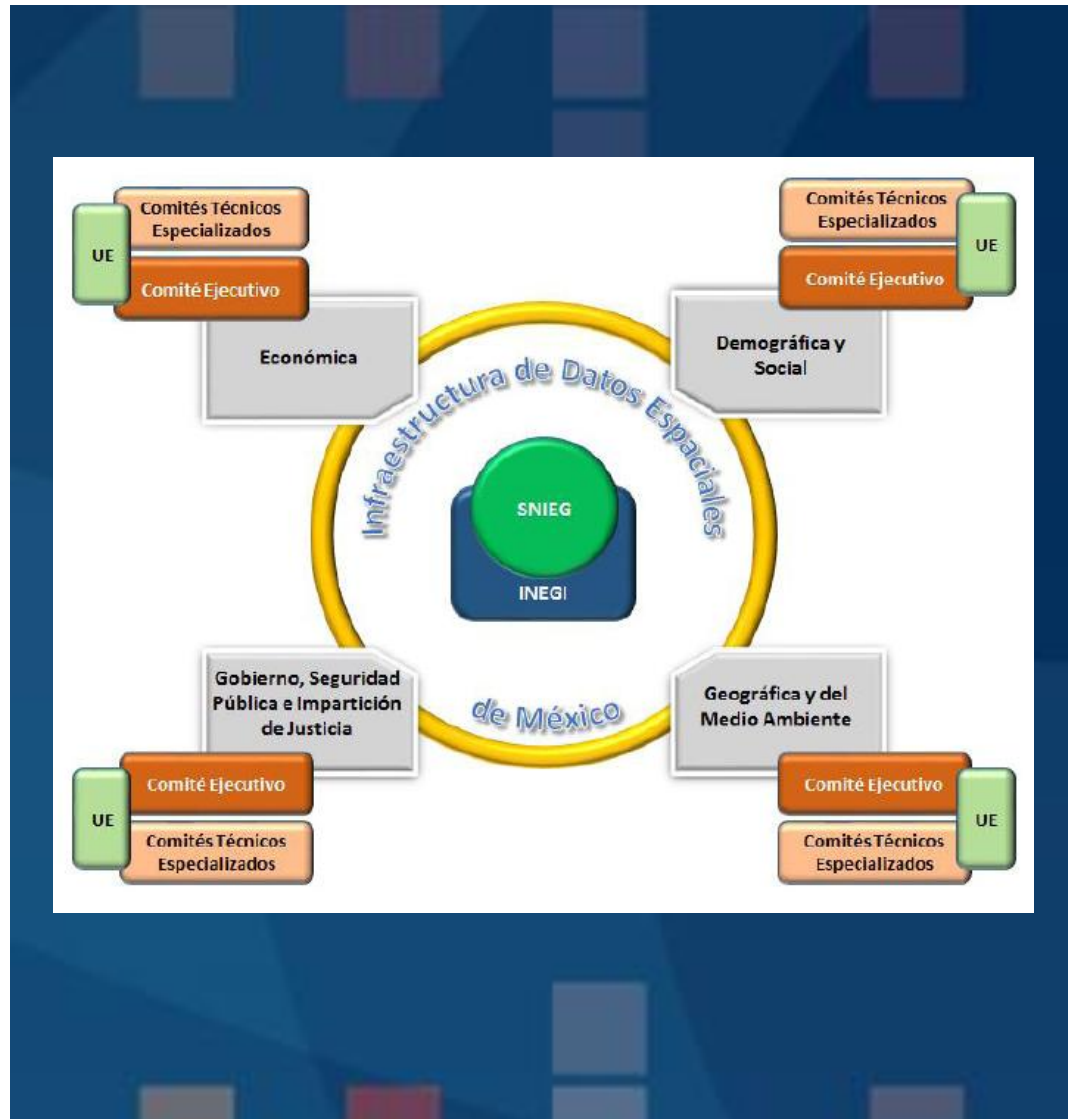 Comités Técnicos
Especializados
UE
Comité Ejecutivo
Económica
Comités Técnicos
Especializados
UE
Comité Ejecutivo
Demográfica y
Social
Infraestructura de Datos Espaciales
de México
SNIEG
INEGI
Gobierno, Seguridad
Pública e Impartición
de Justicia
Comité Ejecutivo
UE
Comités Técnicos
Especializados
Geográfica y del
Medio Ambiente
Comité Ejecutivo
UE
Comités Técnicos
Especializados